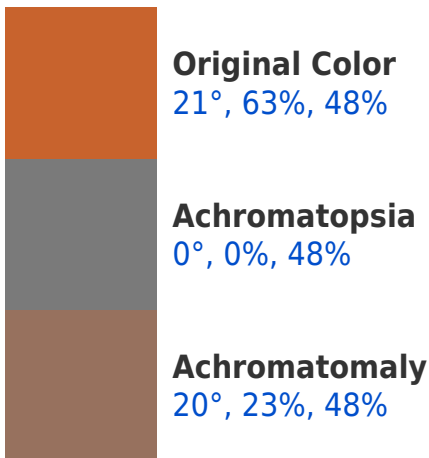 Original Color
21°, 63%, 48%
Achromatopsia
0°, 0%, 48%
Achromatomaly
20°, 23%, 48%